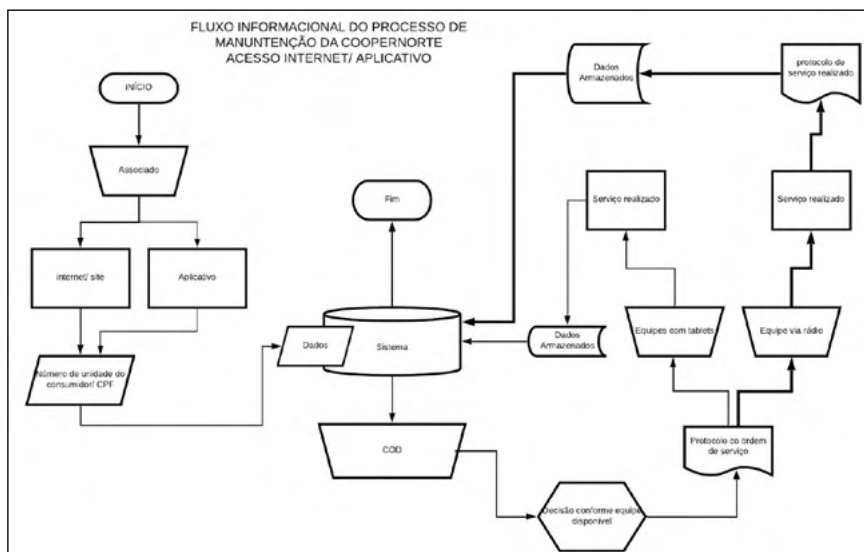 FLUXO INFORMACIONAL DO PROCESSO DE
MANUNTENÇÃO DA COOPERNORTE
ACESSO INTERNET/ APLICATIVO
INÍCIO
Associado
internet/ site
Aplicativo
Número de unidade do
consumidor/ CPF
Dados
Sistema
Fim
COD
Decisão conforme equipe
disponível
Protocolo co ordem
de serviço
Equipes com tablets
Equipe via rádio
Serviço realizado
Serviço realizado
Dados
Armazenados
protocolo de
serviço realizado
Dados
Armazenados